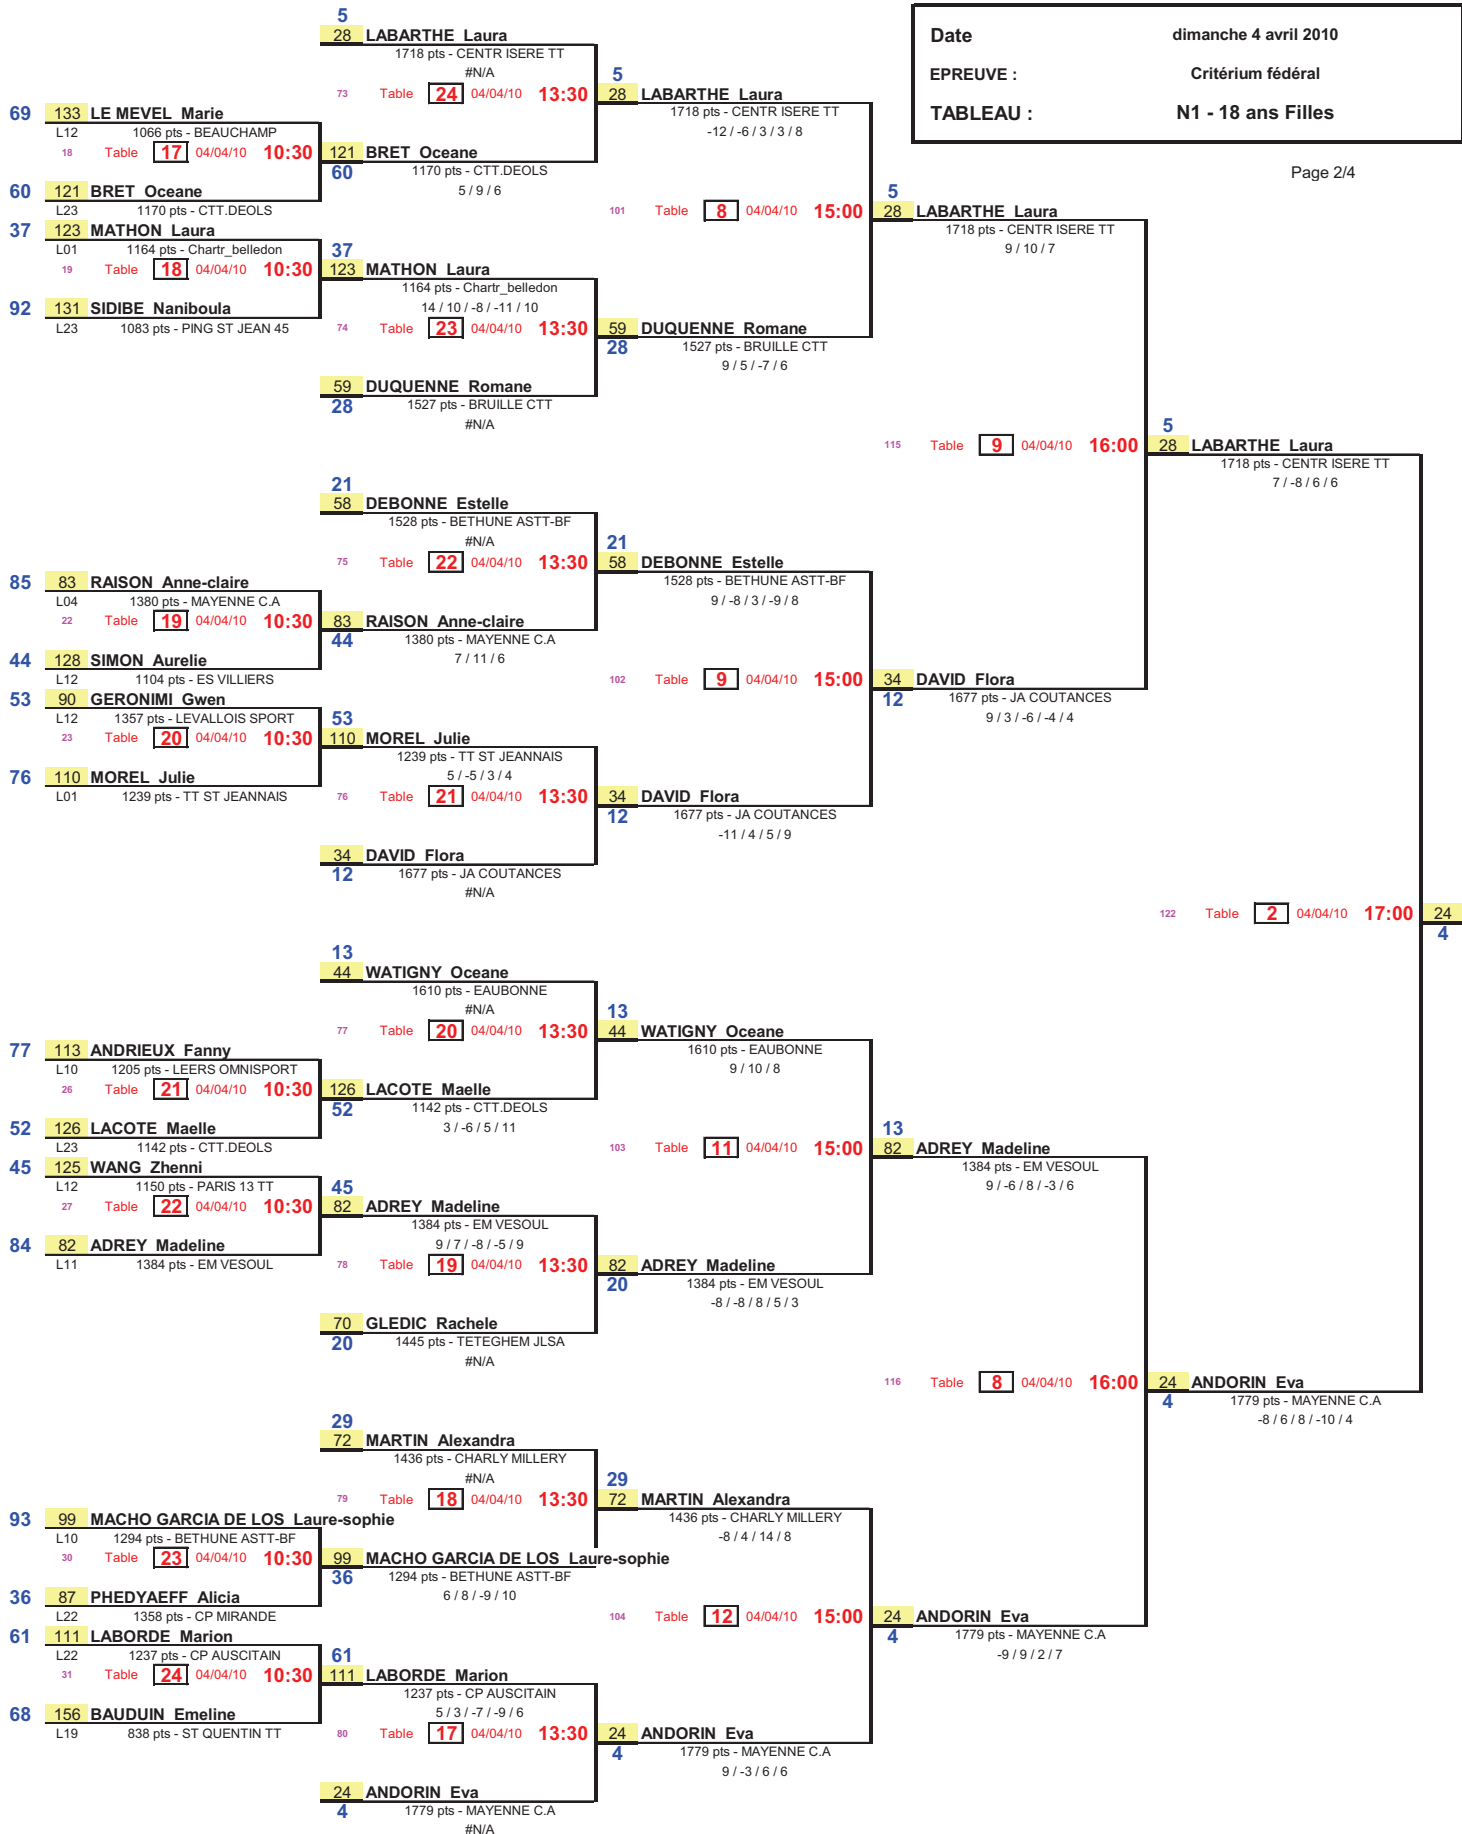 Date dimanche 4 avril 2010
EPREUVE : Critérium fédéral
TABLEAU : N1 - 18 ans Filles
Page 2/4
5
28 LABARTHE Laura
1718 pts - CENTR ISERE TT
#N/A
73 Table 24 04/04/10 13:30
69 133 LE MEVEL Marie
L12 1066 pts - BEAUCHAMP
18 Table 17 04/04/10 10:30
121 BRET Oceane
60 1170 pts - CTT.DEOLS
5 / 9 / 6
60 121 BRET Oceane
L23 1170 pts - CTT.DEOLS
37 123 MATHON Laura
L01 1164 pts - Chartr_belledon
19 Table 18 04/04/10 10:30
37
123 MATHON Laura
1164 pts - Chartr_belledon
14 / 10 / -8 / -11 / 10
92 131 SIDIBE Naniboula
L23 1083 pts - PING ST JEAN 45
74 Table 23 04/04/10 13:30
59 DUQUENNE Romane
28 1527 pts - BRUILLE CTT
#N/A
5
28 LABARTHE Laura
1718 pts - CENTR ISERE TT
-12 / -6 / 3 / 3 / 8
101 Table 8 04/04/10 15:00
59 DUQUENNE Romane
28 1527 pts - BRUILLE CTT
9 / 5 / -7 / 6
5
28 LABARTHE Laura
1718 pts - CENTR ISERE TT
9 / 10 / 7
115 Table 9 04/04/10 16:00
5
28 LABARTHE Laura
1718 pts - CENTR ISERE TT
7 / -8 / 6 / 6
21
58 DEBONNE Estelle
1528 pts - BETHUNE ASTT-BF
#N/A
75 Table 22 04/04/10 13:30
85 83 RAISON Anne-claire
L04 1380 pts - MAYENNE C.A
22 Table 19 04/04/10 10:30
83 RAISON Anne-claire
44 1380 pts - MAYENNE C.A
7 / 11 / 6
44 128 SIMON Aurelie
L12 1104 pts - ES VILLIERS
53 90 GERONIMI Gwen
L12 1357 pts - LEVALLOIS SPORT
23 Table 20 04/04/10 10:30
53
110 MOREL Julie
1239 pts - TT ST JEANNAIS
5 / -5 / 3 / 4
76 110 MOREL Julie
L01 1239 pts - TT ST JEANNAIS
76 Table 21 04/04/10 13:30
34 DAVID Flora
12 1677 pts - JA COUTANCES
#N/A
21
58 DEBONNE Estelle
1528 pts - BETHUNE ASTT-BF
9 / -8 / 3 / -9 / 8
102 Table 9 04/04/10 15:00
34 DAVID Flora
12 1677 pts - JA COUTANCES
-11 / 4 / 5 / 9
34 DAVID Flora
12 1677 pts - JA COUTANCES
9 / 3 / -6 / -4 / 4
122 Table 2 04/04/10 17:00
24
4
13
44 WATIGNY Oceane
1610 pts - EAUBONNE
#N/A
77 Table 20 04/04/10 13:30
77 113 ANDRIEUX Fanny
L10 1205 pts - LEERS OMNISPORT
26 Table 21 04/04/10 10:30
126 LACOTE Maelle
52 1142 pts - CTT.DEOLS
3 / -6 / 5 / 11
52 126 LACOTE Maelle
L23 1142 pts - CTT.DEOLS
45 125 WANG Zhenni
L12 1150 pts - PARIS 13 TT
27 Table 22 04/04/10 10:30
45
82 ADREY Madeline
1384 pts - EM VESOUL
9 / 7 / -8 / -5 / 9
84 82 ADREY Madeline
L11 1384 pts - EM VESOUL
78 Table 19 04/04/10 13:30
70 GLEDIC Rachele
20 1445 pts - TETEGHEM JLSA
#N/A
13
44 WATIGNY Oceane
1610 pts - EAUBONNE
9 / 10 / 8
103 Table 11 04/04/10 15:00
82 ADREY Madeline
20 1384 pts - EM VESOUL
-8 / -8 / 8 / 5 / 3
13
82 ADREY Madeline
1384 pts - EM VESOUL
9 / -6 / 8 / -3 / 6
116 Table 8 04/04/10 16:00
24 ANDORIN Eva
4 1779 pts - MAYENNE C.A
-8 / 6 / 8 / -10 / 4
29
72 MARTIN Alexandra
1436 pts - CHARLY MILLERY
#N/A
79 Table 18 04/04/10 13:30
93 99 MACHO GARCIA DE LOS Laure-sophie
L10 1294 pts - BETHUNE ASTT-BF
30 Table 23 04/04/10 10:30
99 MACHO GARCIA DE LOS Laure-sophie
36 1294 pts - BETHUNE ASTT-BF
6 / 8 / -9 / 10
36 87 PHEDYAEFF Alicia
L22 1358 pts - CP MIRANDE
61 111 LABORDE Marion
L22 1237 pts - CP AUSCITAIN
31 Table 24 04/04/10 10:30
61
111 LABORDE Marion
1237 pts - CP AUSCITAIN
5 / 3 / -7 / -9 / 6
68 156 BAUDUIN Emeline
L19 838 pts - ST QUENTIN TT
80 Table 17 04/04/10 13:30
24 ANDORIN Eva
4 1779 pts - MAYENNE C.A
#N/A
29
72 MARTIN Alexandra
1436 pts - CHARLY MILLERY
-8 / 4 / 14 / 8
104 Table 12 04/04/10 15:00
24 ANDORIN Eva
4 1779 pts - MAYENNE C.A
9 / -3 / 6 / 6
24 ANDORIN Eva
4 1779 pts - MAYENNE C.A
-9 / 9 / 2 / 7